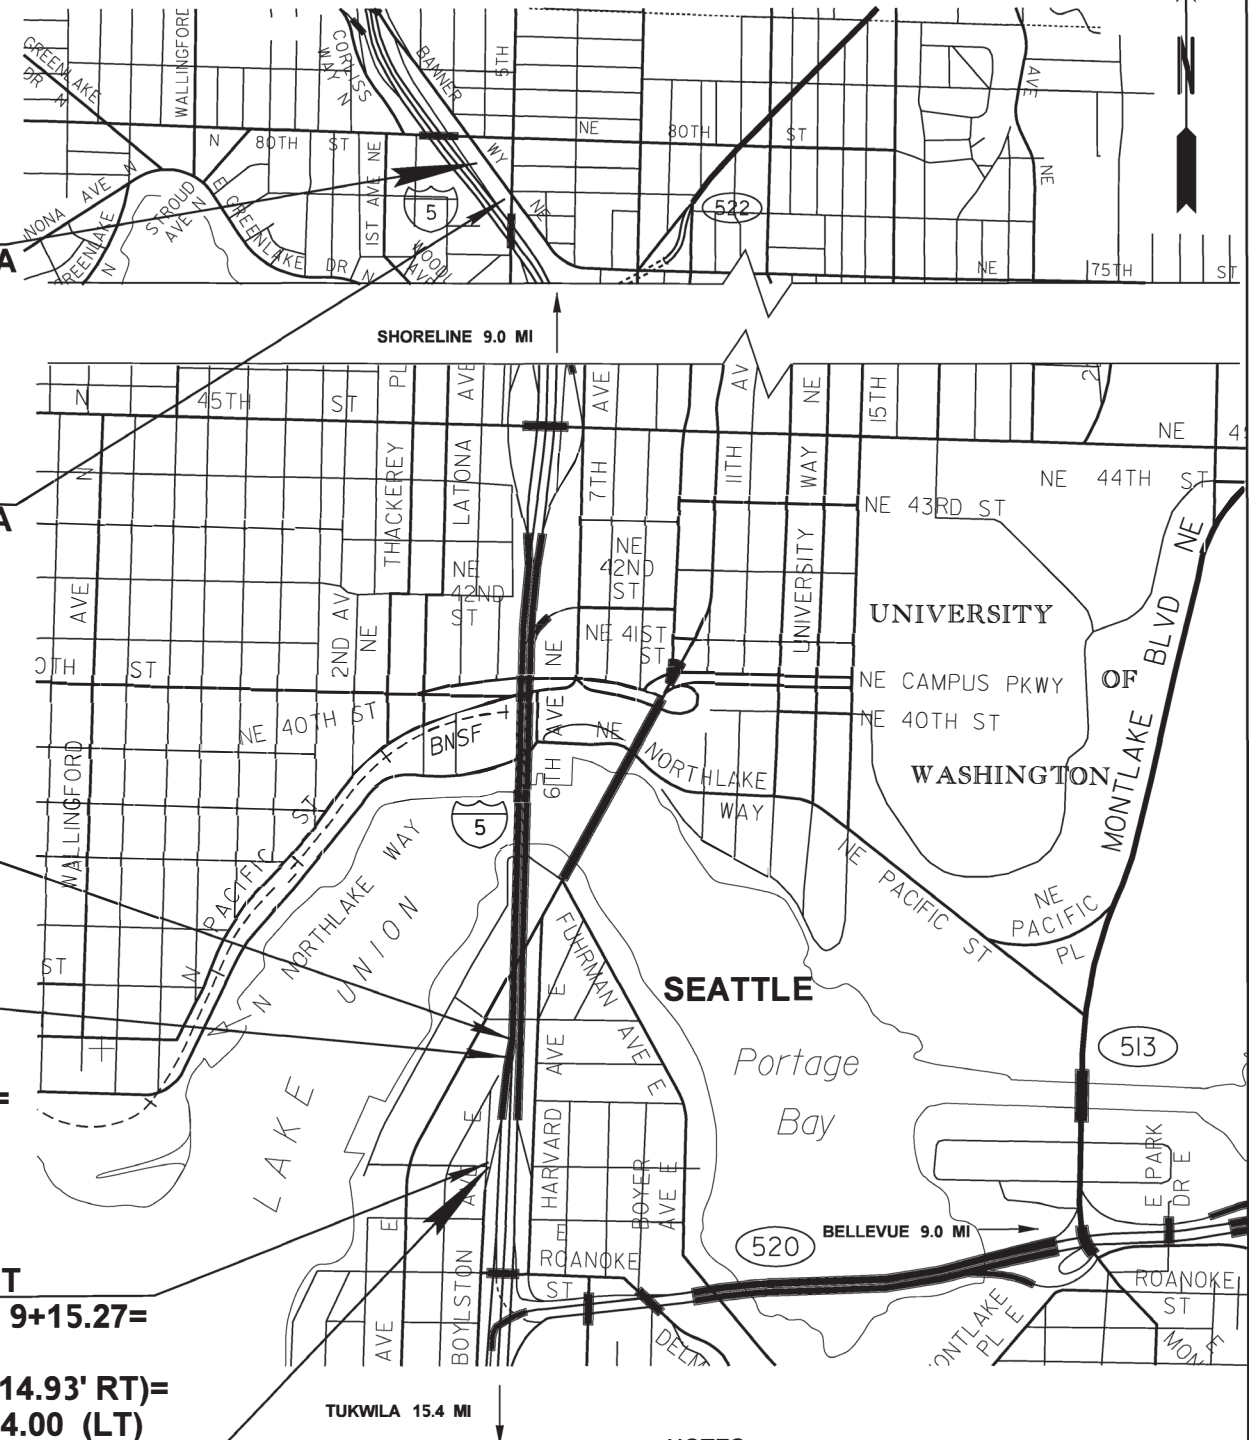 GREENLAKE
DR N
WALLINGFORD
CORLISS
WAY N
BANNER
WY
NE
5TH
AVE
NE
N 80TH ST
NE 80TH ST
1ST AVE NE
5
522
NONA AVE N
STROUD
AVE N
E GREENLAKE
DR N
N
NE 75TH ST
A
SHORELINE 9.0 MI
N
N 45TH ST
PL
AVE
AVE
AV
NE
15TH
NE
THACKEREY
LATONA
7TH
11TH
WAY
UNIVERSITY
NE 44TH ST
NE 43RD ST
A
N
AVE
NE
42ND
ST
NE
42ND
ST
NE 41ST
ST
2ND AV
NE
UNIVERSITY
OF
WASHINGTON
MONTLAKE BLVD NE
ST
NE 40TH ST
BNSF
6TH AVE NE
NE CAMPUS PKWY
NE 40TH ST
NE NORTHLAKE
WAY
WALLINGFORD
N PACIFIC ST
N NORTHLAKE WAY
5
NE PACIFIC ST
NE
PACIFIC
PL
LAKE UNION
FUHRMAN AVE E
ST
SEATTLE
Portage
Bay
513
E
AVE
HARVARD
AVE E
BOYER
AVE E
E PARK
DR E
E
ROANOKE
ST
520
BELLEVUE 9.0 MI
ROANOKE
ST
T
9+15.27=
AVE E
BOYLSTON
PL E
14.93' RT)=
4.00 (LT)
TUKWILA 15.4 MI